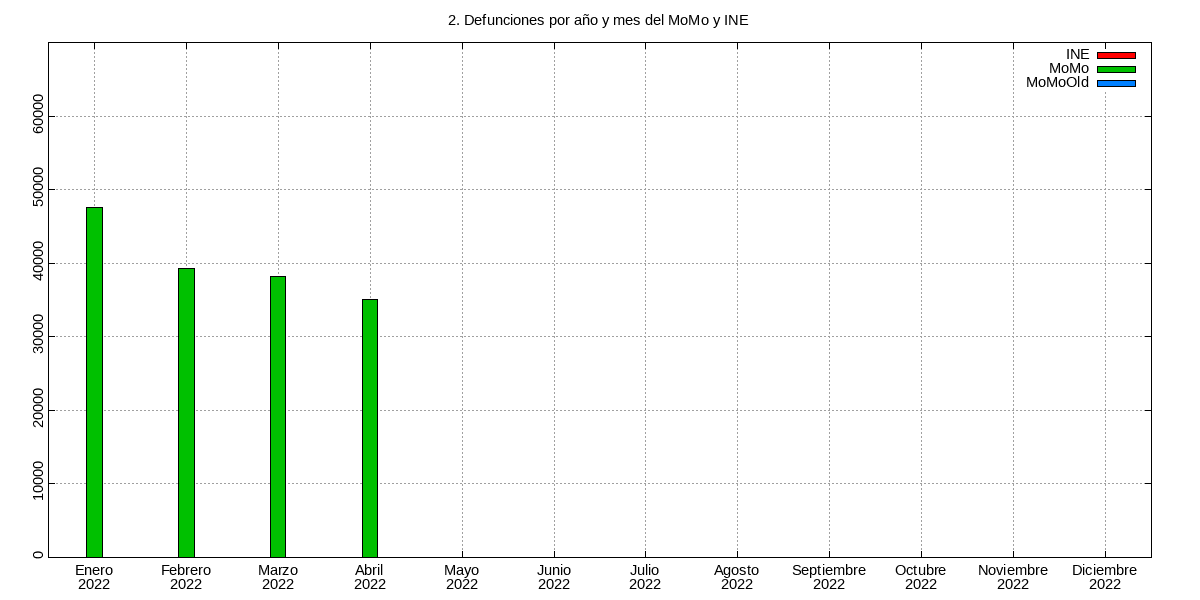 2. Defunciones por año y mes del MoMo y INE
INE
MoMo
MoMoOld
60000
50000
40000
30000
20000
10000
0
Enero Febrero Marzo Abril Mayo Junio Julio Agosto Septiembre Octubre Noviembre Diciembre
2022 2022 2022 2022 2022 2022 2022 2022 2022 2022 2022 2022